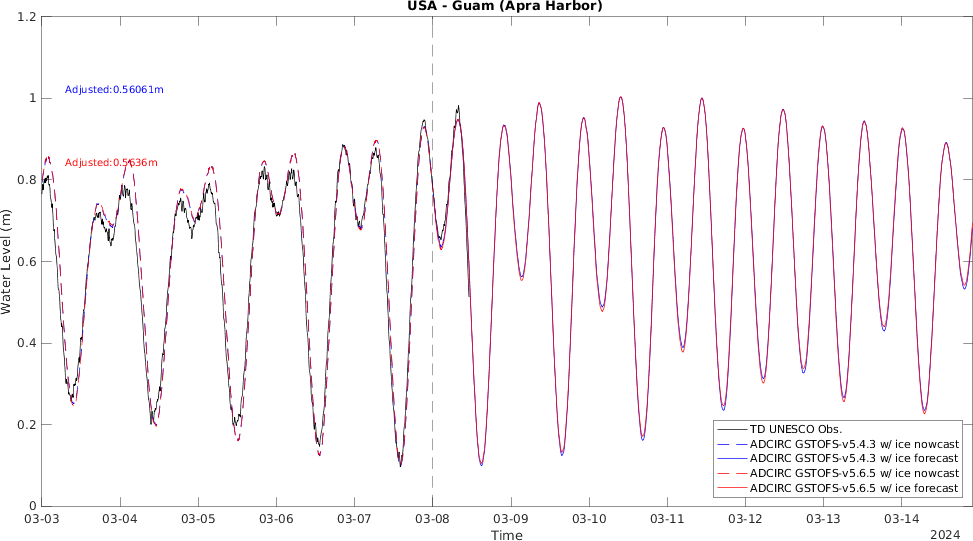 USA - Guam (Apra Harbor)
1.2
1
0.8
0.6
0.4
0.2
0
Water Level (m)
Adjusted:0.56061m
Adjusted:0.5636m
TD UNESCO Obs.
ADCIRC GSTOFS-v5.4.3 w/ ice nowcast
ADCIRC GSTOFS-v5.4.3 w/ ice forecast
ADCIRC GSTOFS-v5.6.5 w/ ice nowcast
ADCIRC GSTOFS-v5.6.5 w/ ice forecast
03-03 03-04 03-05 03-06 03-07 03-08 03-09 03-10 03-11 03-12 03-13 03-14
Time
2024